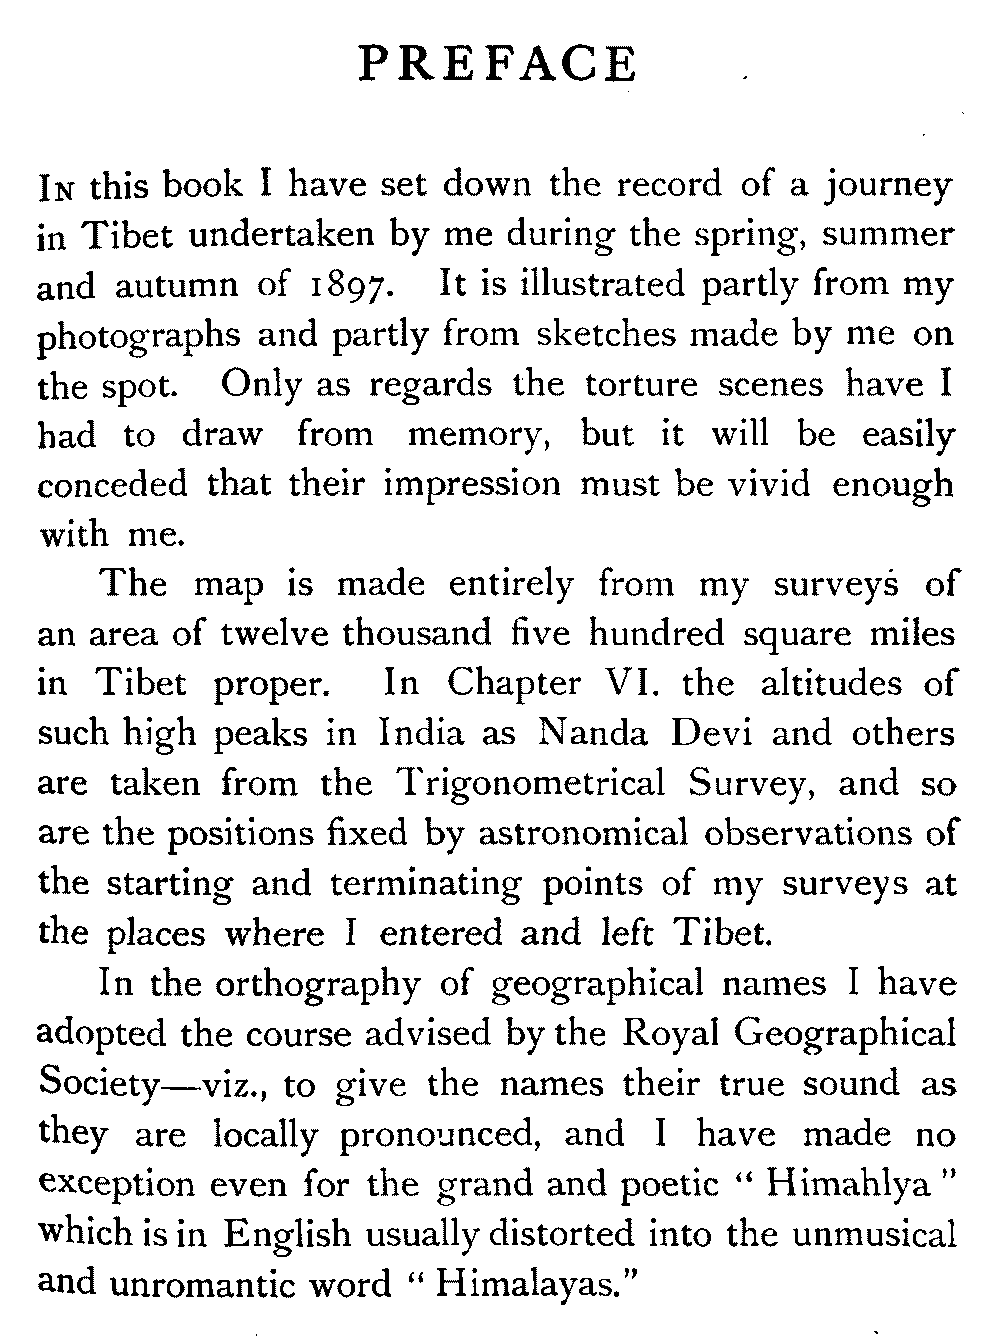 PREFACE
IN this book I have set down the record of a journey
in Tibet undertaken by me during the spring, summer
and autumn of 1897. It is illustrated partly from my
photographs and partly from sketches made by me on
the spot. Only as regards the torture scenes have I
had to draw from memory, but it will be easily
conceded that their impression must be vivid enough
with me.
The map is made entirely from my surveys of
an area of twelve thousand five hundred square miles
in Tibet proper. In Chapter VI. the altitudes of
such high peaks in India as Nanda Devi and others
are taken from the Trigonometrical Survey, and so
are the positions fixed by astronomical observations of
the starting and terminating points of my surveys at
the places where I entered and left Tibet.
In the orthography of geographical names I have
adopted the course advised by the Royal Geographical
Society—viz., to give the names their true sound as
they are locally pronounced, and I have made no
exception even for the grand and poetic “ Himahlya ”
which is in English usually distorted into the unmusical
and unromantic word “ Himalayas.”